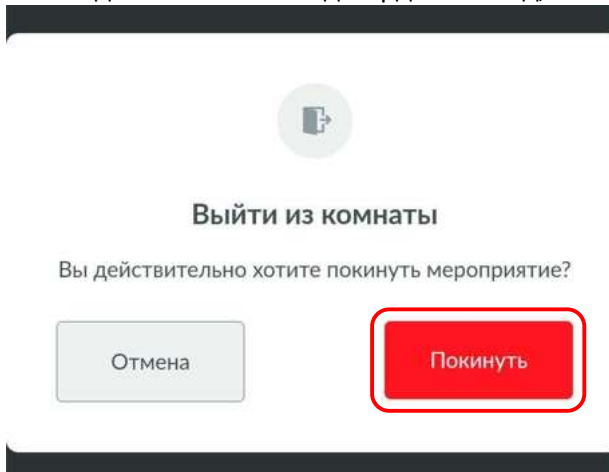 Выйти из комнаты
Вы действительно хотите покинуть мероприятие?
Отмена
Покинуть